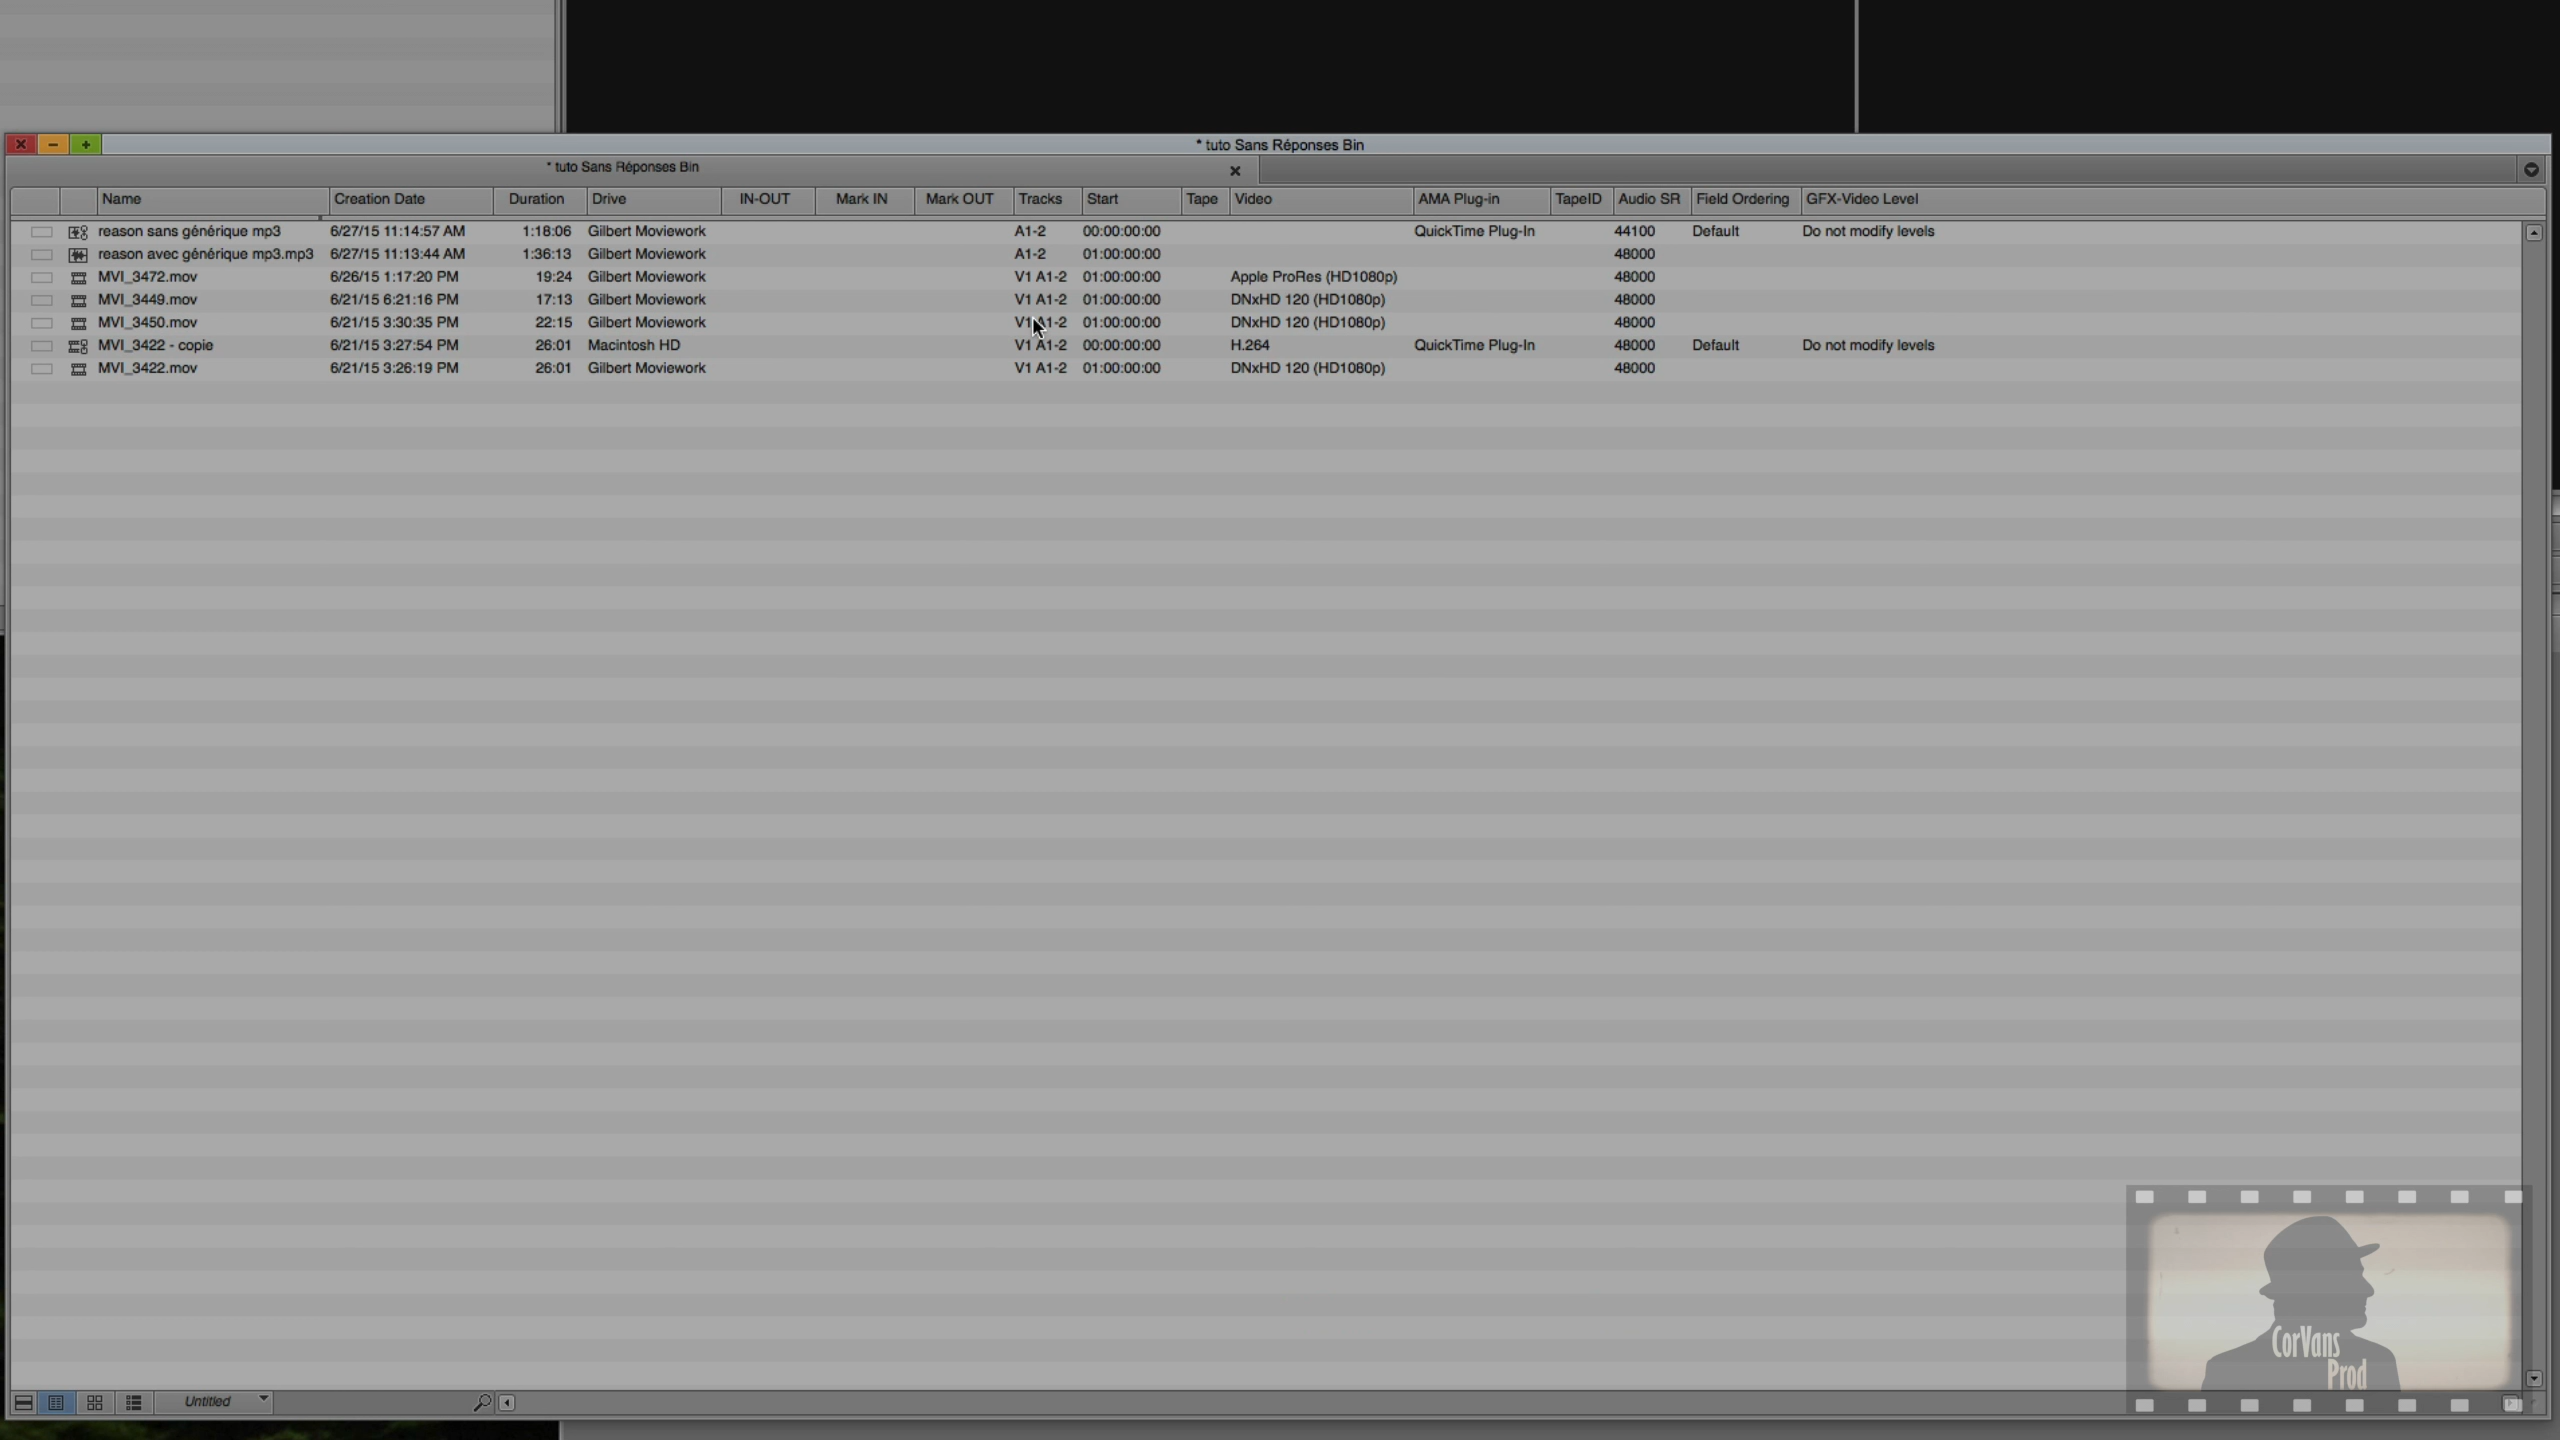 * tuto Sans Réponses Bin
* tuto Sans Réponses Bin
Name Creation Date Duration Drive IN-OUT Mark IN Mark OUT Tracks Start Tape Video AMA Plug-in TapeID Audio SR Field Ordering GFX-Video Level
reason sans générique mp3 6/27/15 11:14:57 AM 1:18:06 Gilbert Moviework A1-2 00:00:00:00 QuickTime Plug-In 44100 Default Do not modify levels
reason avec générique mp3.mp3 6/27/15 11:13:44 AM 1:36:13 Gilbert Moviework A1-2 01:00:00:00 48000
MVI_3472.mov 6/26/15 1:17:20 PM 19:24 Gilbert Moviework V1 A1-2 01:00:00:00 Apple ProRes (HD1080p) 48000
MVI_3449.mov 6/21/15 6:21:16 PM 17:13 Gilbert Moviework V1 A1-2 01:00:00:00 DNxHD 120 (HD1080p) 48000
MVI_3450.mov 6/21/15 3:30:35 PM 22:15 Gilbert Moviework V1 A1-2 01:00:00:00 DNxHD 120 (HD1080p) 48000
MVI_3422 - copie 6/21/15 3:27:54 PM 26:01 Macintosh HD V1 A1-2 00:00:00:00 H.264 QuickTime Plug-In 48000 Default Do not modify levels
MVI_3422.mov 6/21/15 3:26:19 PM 26:01 Gilbert Moviework V1 A1-2 01:00:00:00 DNxHD 120 (HD1080p) 48000
CorVans
Prod
Untitled